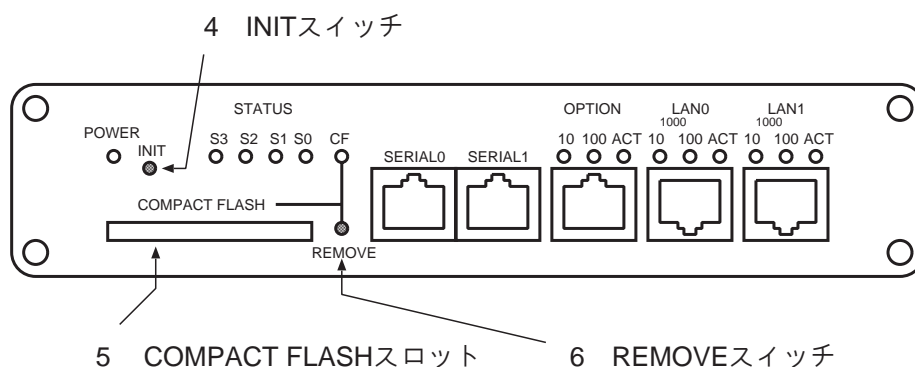 4 INITスイッチ
STATUS OPTION LAN0 LAN1
1000 1000
POWER INIT S3 S2 S1 S0 CF 10 100 ACT 10 100 ACT 10 100 ACT
SERIAL0 SERIAL1
COMPACT FLASH
REMOVE
5 COMPACT FLASHスロット 6 REMOVEスイッチ